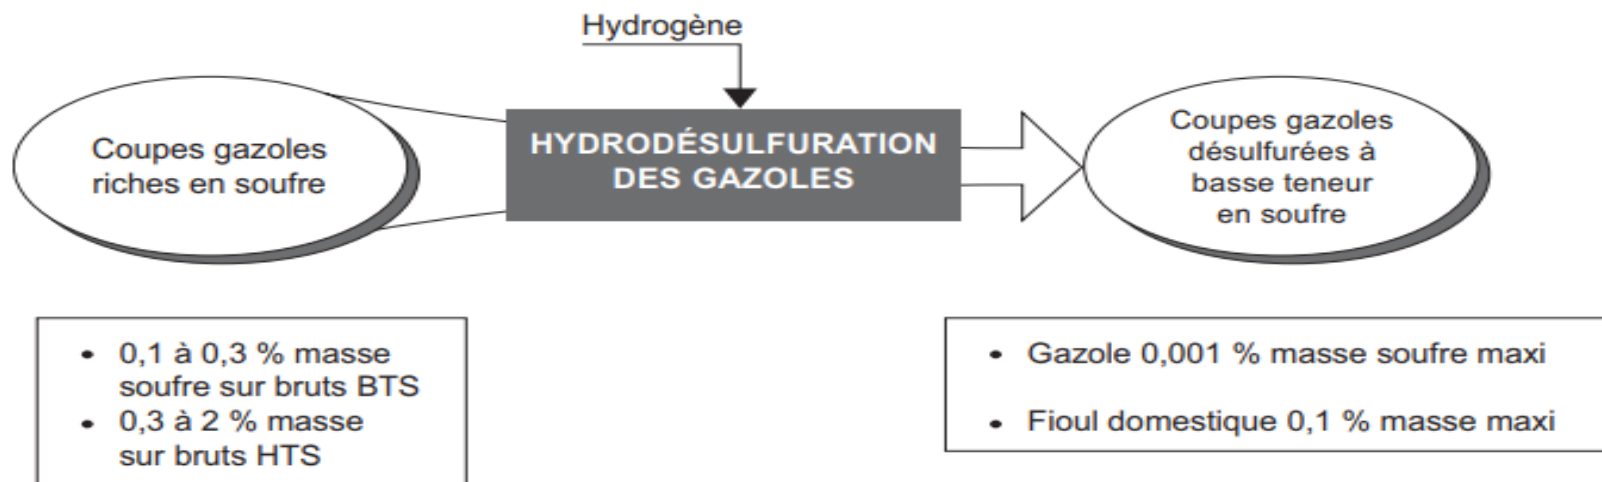 Hydrogène
Coupes gazoles
riches en soufre
HYDRODÉSULFURATION
DES GAZOLES
Coupes gazoles
désulfurées à
basse teneur
en soufre
• 0,1 à 0,3 % masse
soufre sur bruts BTS
• 0,3 à 2 % masse
sur bruts HTS
• Gazole 0,001 % masse soufre maxi
• Fioul domestique 0,1 % masse maxi